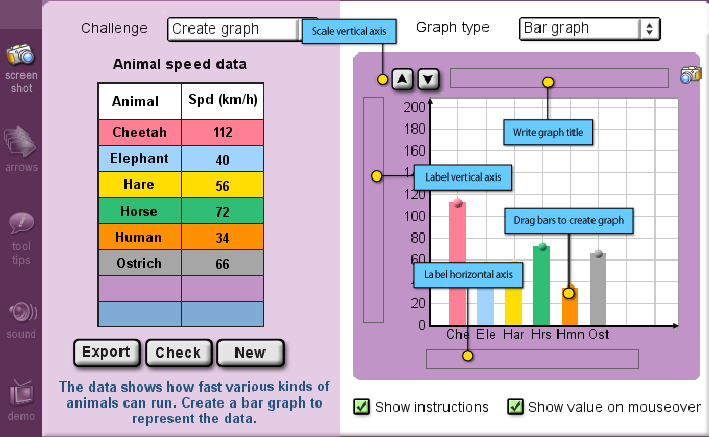 Challenge
Create graph
Scale vertical axis
Graph type
Bar graph
screen
shot
arrows
tool
tips
sound
demo
Animal speed data
Animal Spd (km/h)
Cheetah 112
Elephant 40
Hare 56
Horse 72
Human 34
Ostrich 66
Export Check New
The data shows how fast various kinds of
animals can run. Create a bar graph to
represent the data.
Write graph title
Label vertical axis
Drag bars to create graph
Label horizontal axis
200
180
160
140
120
100
80
60
20
0
Che Ele Har Hrs Hmn Ost
Show instructions
Show value on mouseover